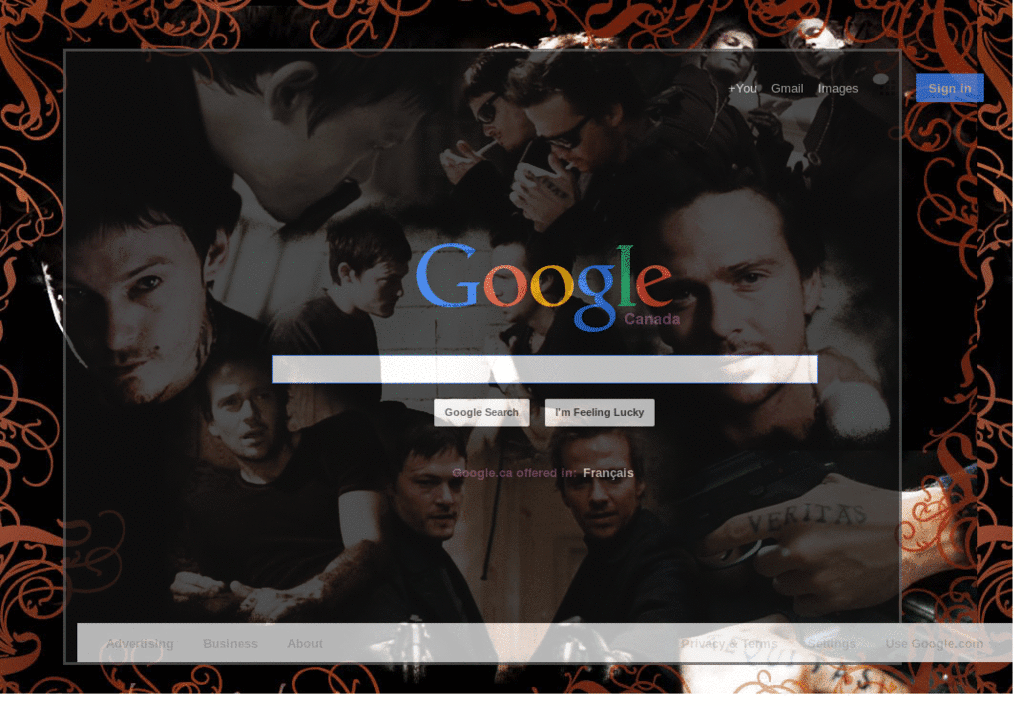 +You Gmail Images Sign in
Google
Canada
Google Search I'm Feeling Lucky
Google.ca offered in: Français
VERITAS
Advertising Business About Privacy & Terms Settings Use Google.com